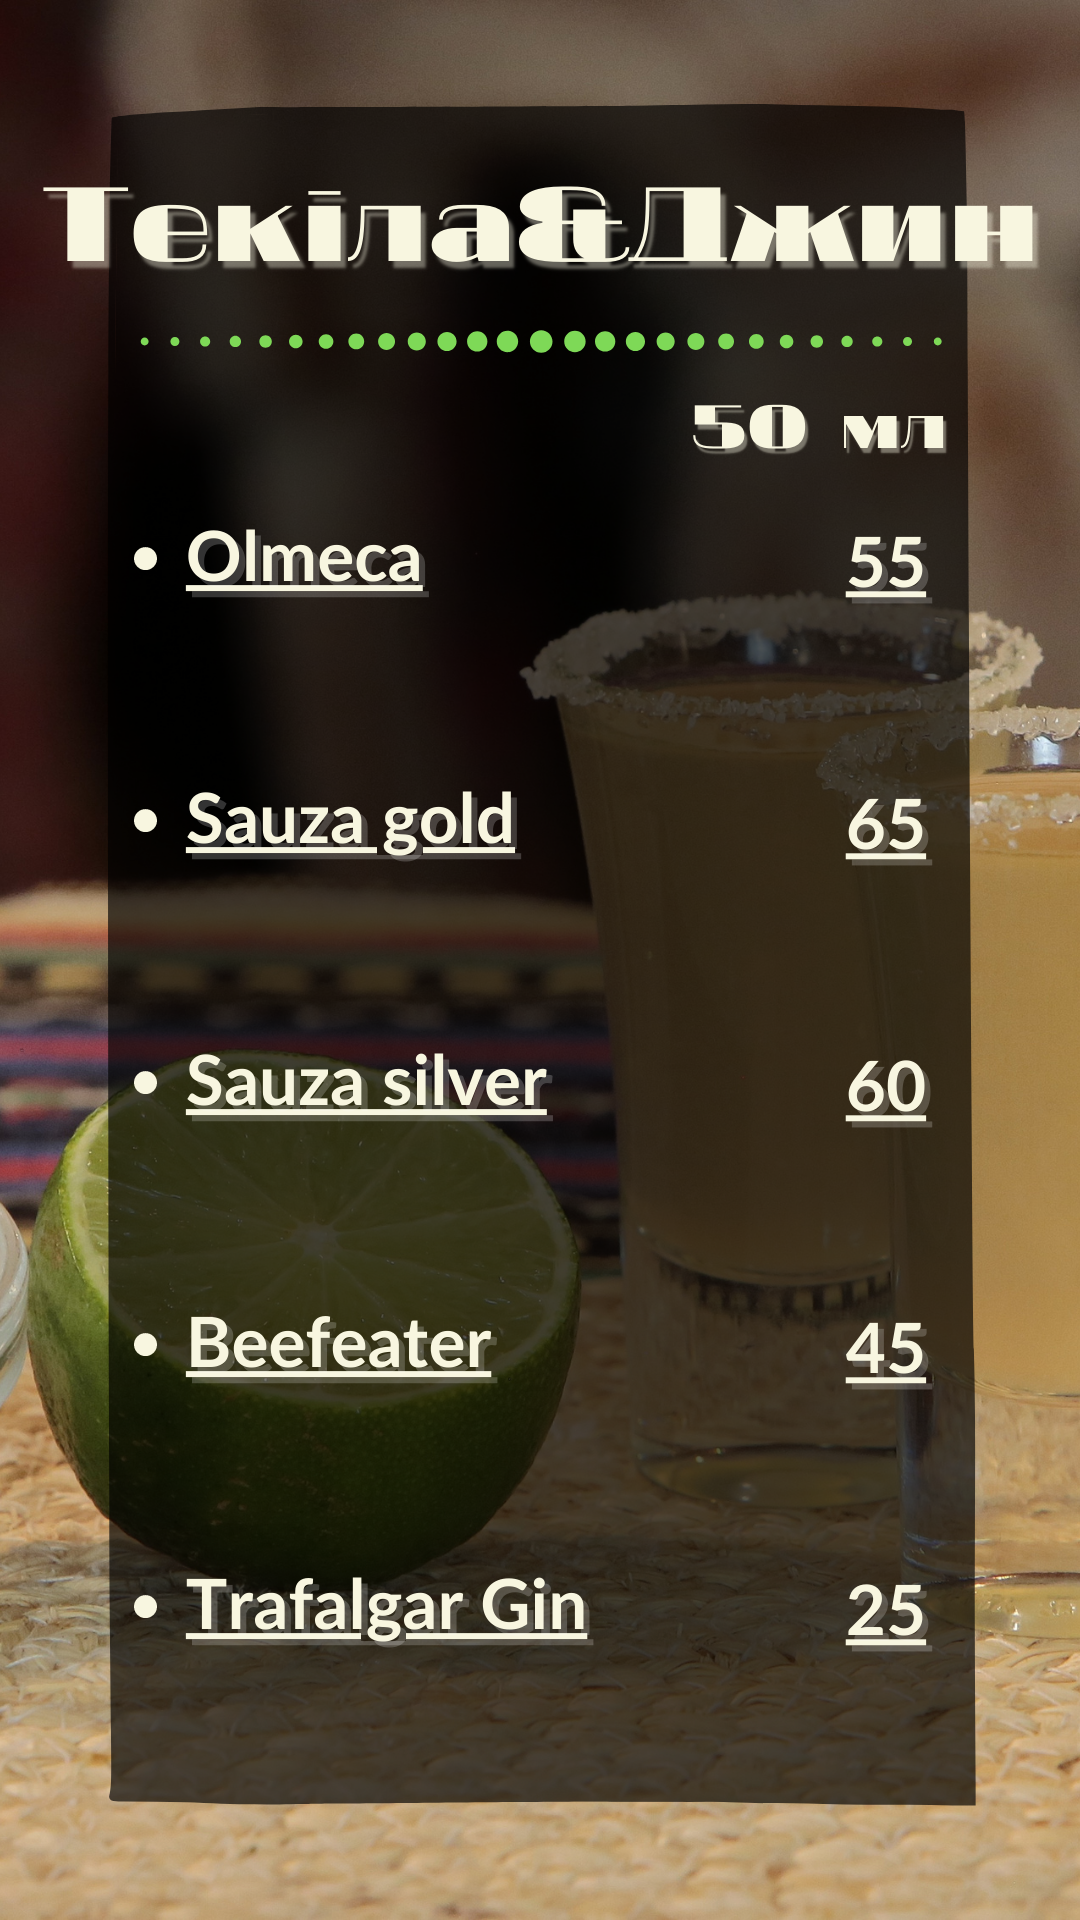 Текіла&Джин
50 мл
• Olmeca 55
• Sauza gold 65
• Sauza silver 60
• Beefeater 45
• Trafalgar Gin 25